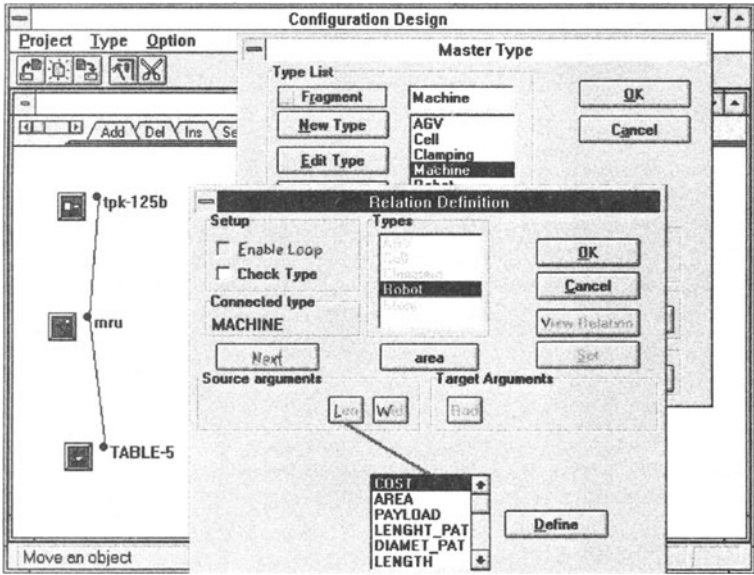 Configuration Design
Project Type Option
Master Type
Type List
Fragment
Machine
OK
New Type
AGV
Cancel
Cell
Clamping
Edit Type
Machine
Robot
Add Del Ins Se
tpk-125b
mru
TABLE-5
Relation Definition
Setup
Types
Enable Loop
AGV
Cell
Clamping
OK
Check Type
Robot
Cancel
Connected type
MACHINE
View Relation
Next
area
Set
Source arguments
Target Arguments
Len
Wid
Rad
COST
AREA
PAYLOAD
LENGHT_PAT
DIAMET_PAT
LENGTH
Define
Move an object